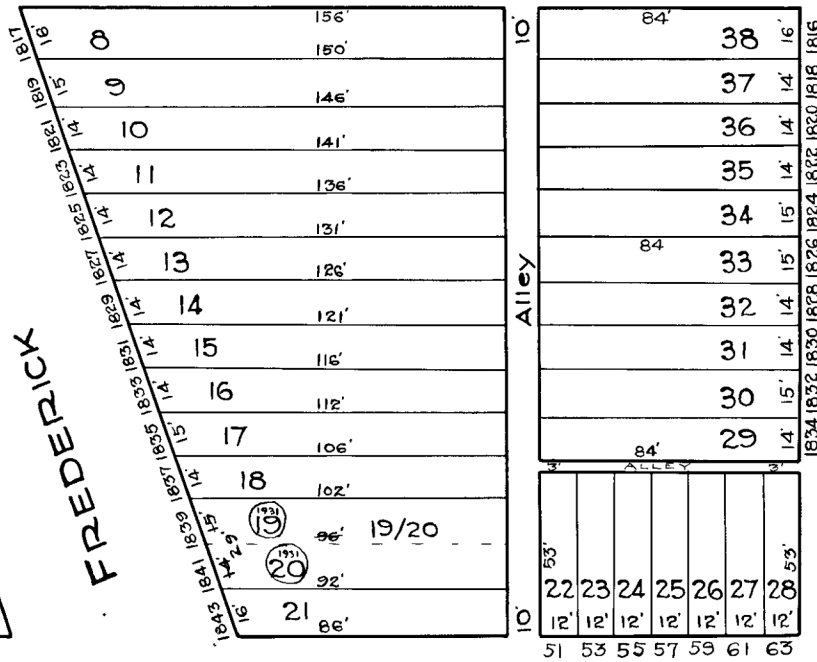 156'
1817 16' 8 150'
1819 15' 9 146'
1821 14' 10 141'
1823 14' 11 136'
1825 14' 12 131'
1827 14' 13 126'
1829 14' 14 121'
1831 14' 15 116'
1833 14' 16 112'
1835 15' 17 106'
1837 14' 18 102'
1839 15' 1931 19 96' 19/20
29'
1841 14' 1931 20 92'
1843 16' 21 86'
FREDERICK
10'
Alley
10'
84' 38 16' 1816
37 14' 1818
36 14' 1820
35 14' 1822
34 15' 1824
84 33 15' 1826
32 14' 1828
31 14' 1830
30 15' 1832
84' 29 14' 1834
3' ALLEY 3'
53' 53'
22 23 24 25 26 27 28
12' 12' 12' 12' 12' 12' 12'
51 53 55 57 59 61 63